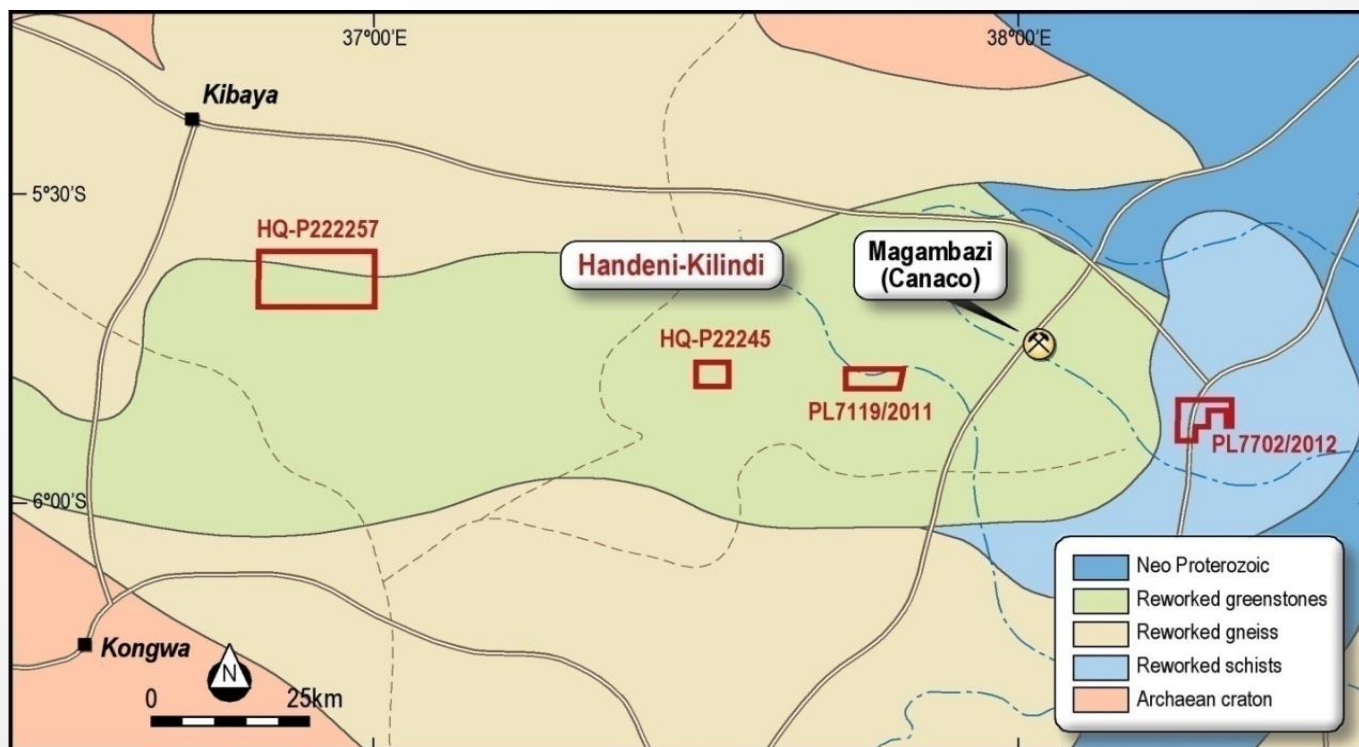 37°00'E
38°00'E
Kibaya
5°30'S
HQ-P222257
Handeni-Kilindi
Magambazi
(Canaco)
HQ-P22245
PL7119/2011
PL7702/2012
6°00'S
Kongwa
N
0 25km
Neo Proterozoic
Reworked greenstones
Reworked gneiss
Reworked schists
Archaean craton